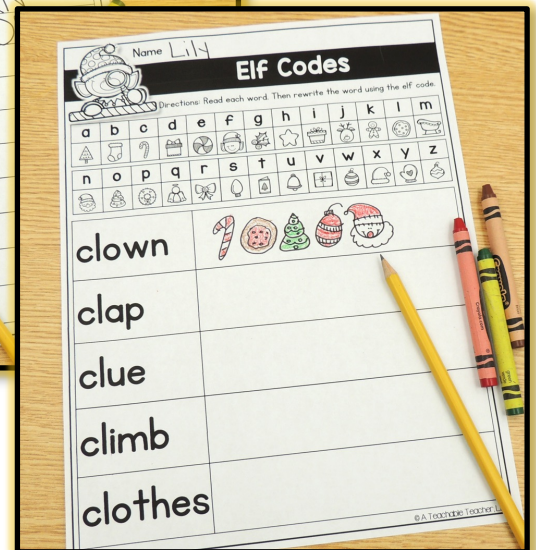 Name Lily
Elf Codes
Directions: Read each word. Then rewrite the word using the elf code.
a b c d e f g h i j k l m
n o p q r s t u v w x y z
clown
clap
clue
climb
clothes
© A Teachable Teacher,